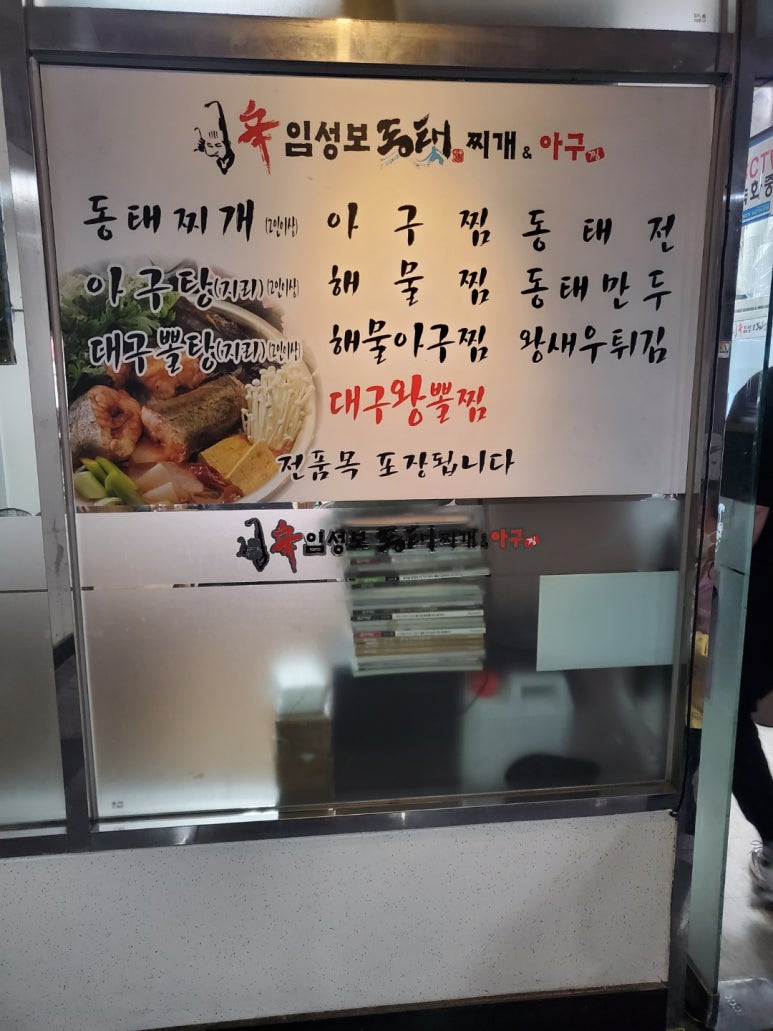 辛 임성보 동태 찌개 & 아구찜
동태찌개(2인이상) 아구찜 동태전
아구탕(지리)(2인이상) 해물찜 동태만두
대구뽈탕(지리)(2인이상) 해물아구찜 왕새우튀김
대구왕뽈찜
전품목 포장됩니다
辛 임성보 동태찌개 & 아구찜